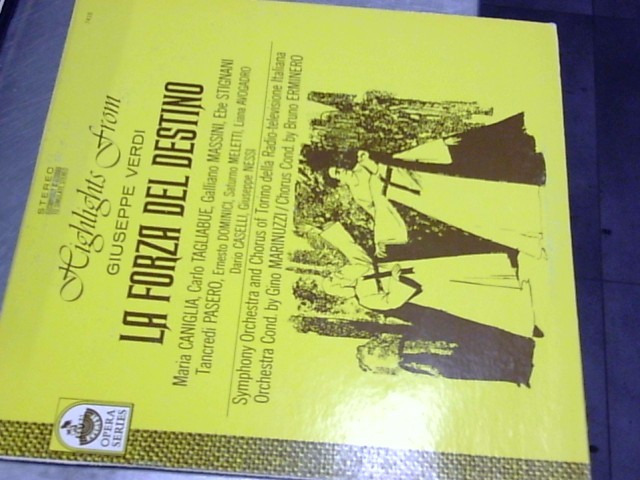 STEREO
Highlights From
GIUSEPPE VERDI
LA FORZA DEL DESTINO
Maria CANIGLIA, Carlo TAGLIABUE, Galliano MASSINI, Ebe STIGNANI
Tancredi PASERO, Ernesto DOMINICI, Saturno MELETTI, Liana AVOGADRO
Dario CASELLI, Giuseppe NESSI
Symphony Orchestra and Chorus of Torino della Radio-televisione Italiana
Orchestra Cond. by Gino MARINUZZI / Chorus Cond. by Bruno ERMINERO
OPERA
SERIES